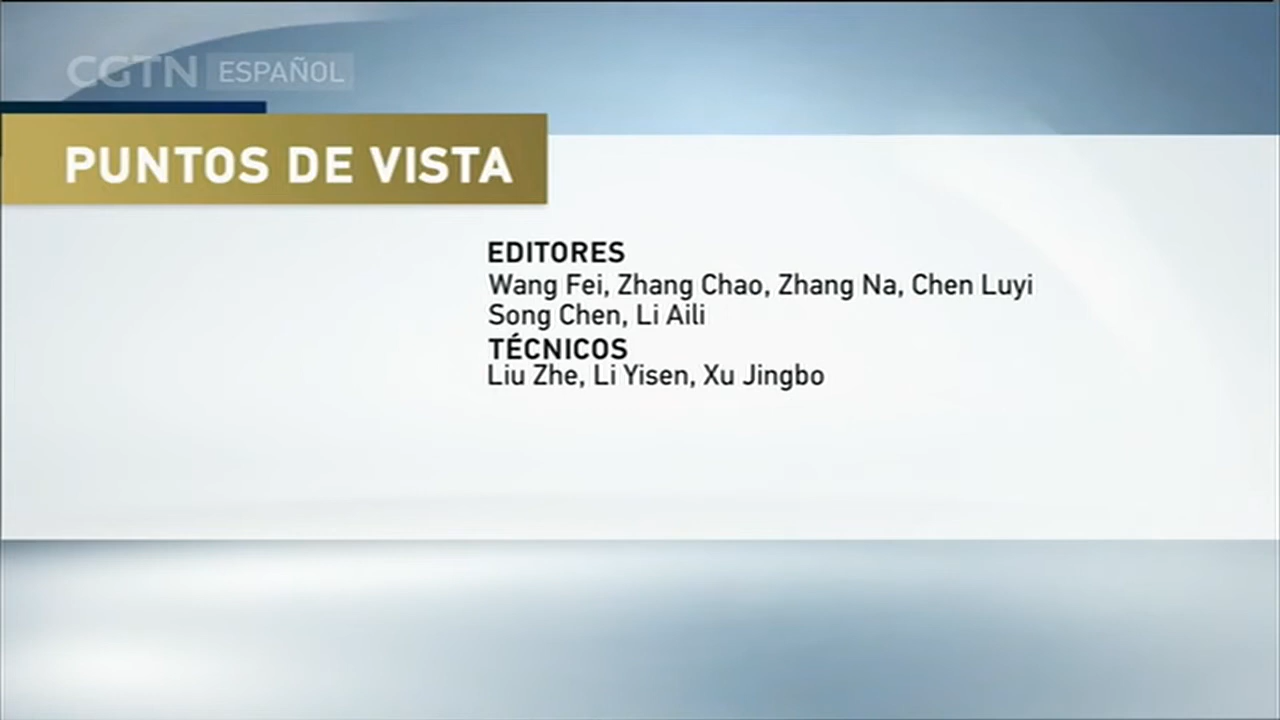 CGTN ESPAÑOL
PUNTOS DE VISTA
EDITORES
Wang Fei, Zhang Chao, Zhang Na, Chen Luyi
Song Chen, Li Aili
TÉCNICOS
Liu Zhe, Li Yisen, Xu Jingbo